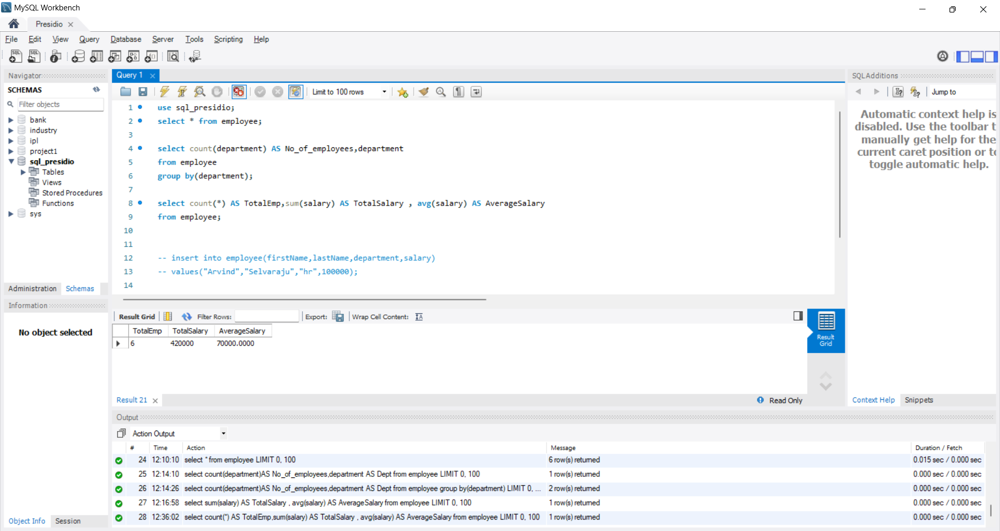 MySQL Workbench
Presidio
File Edit View Query Database Server Tools Scripting Help
Navigator
SCHEMAS
Filter objects
bank
industry
ipl
project1
sql_presidio
Tables
Views
Stored Procedures
Functions
sys
Administration Schemas
Information
No object selected
Object Info Session
Query 1
Limit to 100 rows
1 use sql_presidio;
2 select * from employee;
3
4 select count(department) AS No_of_employees,department
5 from employee
6 group by(department);
7
8 select count(*) AS TotalEmp,sum(salary) AS TotalSalary , avg(salary) AS AverageSalary
9 from employee;
10
11
12 -- insert into employee(firstName,lastName,department,salary)
13 -- values("Arvind","Selvaraju","hr",100000);
14
Result Grid Filter Rows: Export: Wrap Cell Content:
TotalEmp TotalSalary AverageSalary
6 420000 70000.0000
Result
Grid
Result 21
Read Only
SQLAdditions
Jump to
Automatic context help is
disabled. Use the toolbar t
manually get help for the
current caret position or to
toggle automatic help.
Context Help Snippets
Output
Action Output
# Time Action Message Duration / Fetch
24 12:10:10 select * from employee LIMIT 0, 100 6 row(s) returned 0.015 sec / 0.000 sec
25 12:14:10 select count(department)AS No_of_employees,department AS Dept from employee LIMIT 0, 100 1 row(s) returned 0.000 sec / 0.000 sec
26 12:14:26 select count(department)AS No_of_employees,department AS Dept from employee group by(department) LIMIT 0, ... 2 row(s) returned 0.000 sec / 0.000 sec
27 12:16:58 select sum(salary) AS TotalSalary , avg(salary) AS AverageSalary from employee LIMIT 0, 100 1 row(s) returned 0.000 sec / 0.000 sec
28 12:36:02 select count(*) AS TotalEmp,sum(salary) AS TotalSalary , avg(salary) AS AverageSalary from employee LIMIT 0, 100 1 row(s) returned 0.000 sec / 0.000 sec